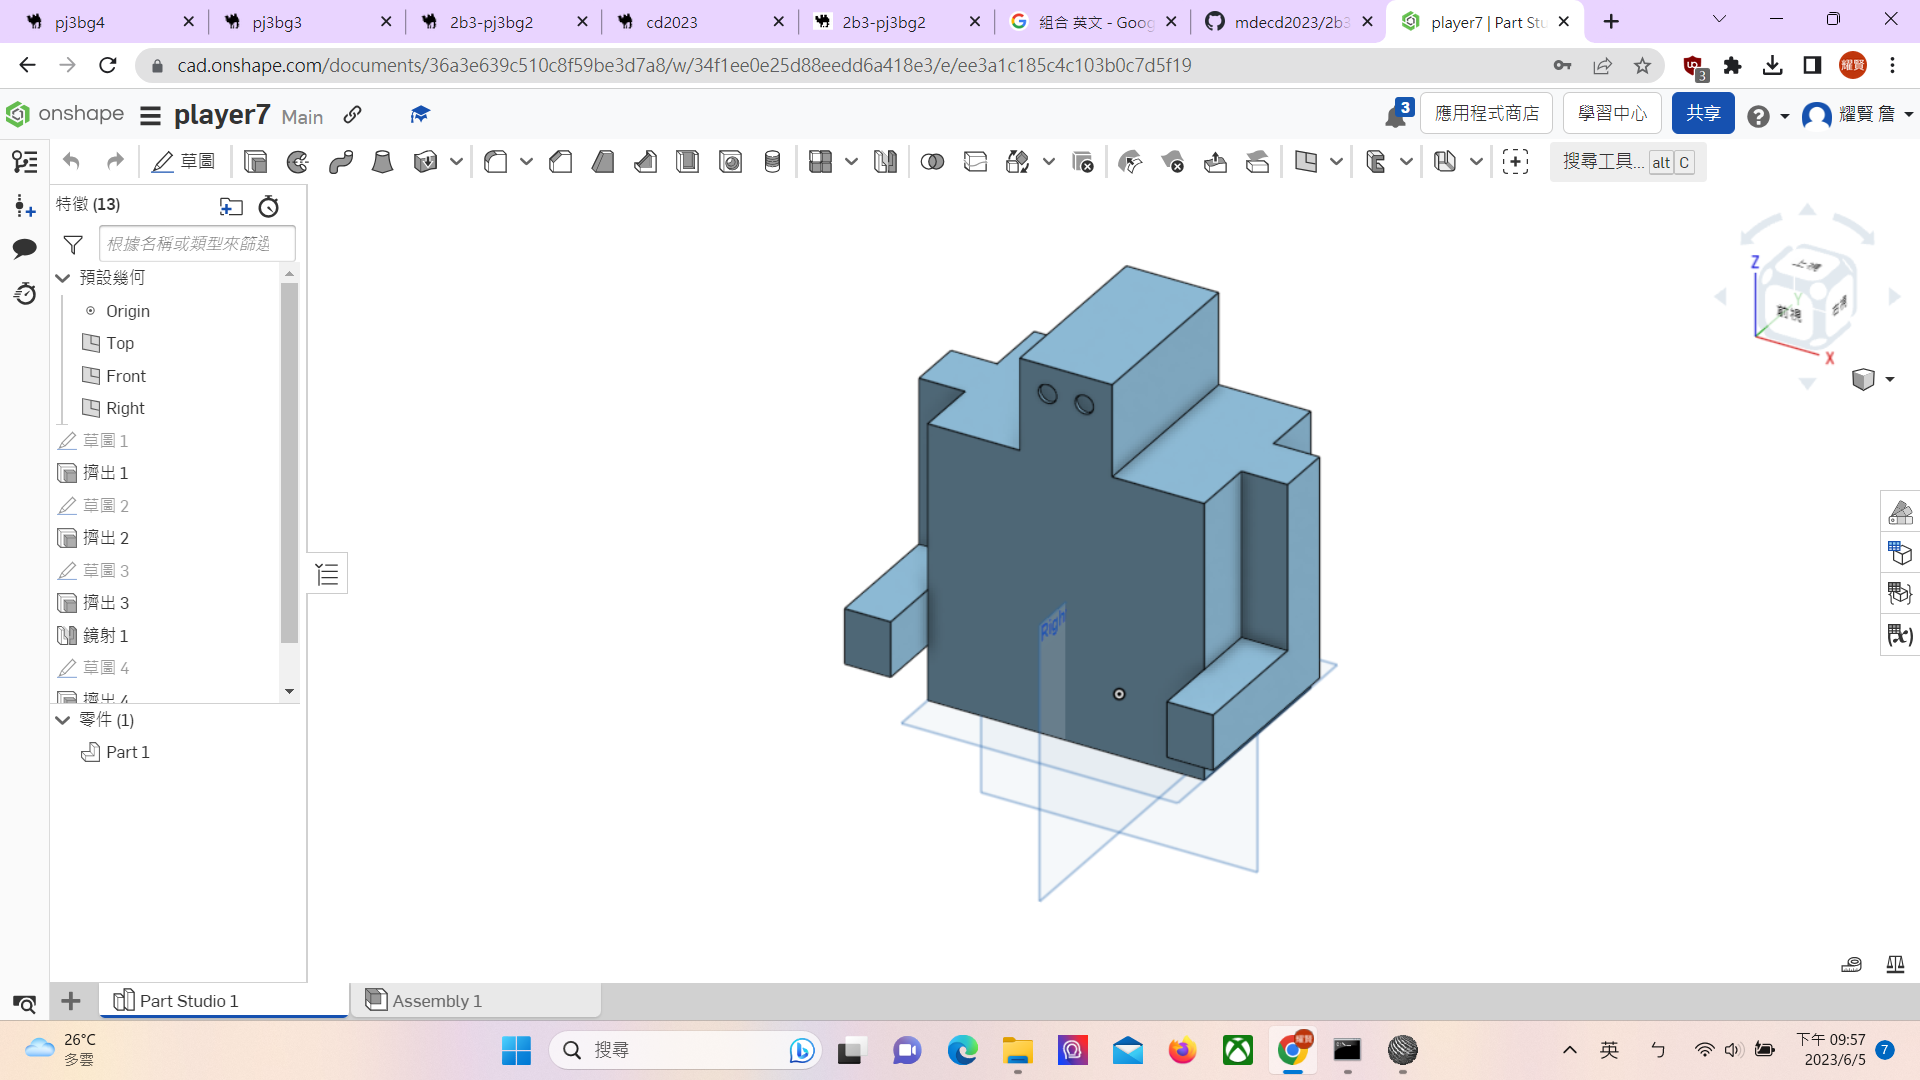 pj3bg4
pj3bg3
2b3-pj3bg2
cd2023
2b3-pj3bg2
組合 英文 - Goog
mdecd2023/2b3
player7 | Part Stu
cad.onshape.com/documents/36a3e639c510c8f59be3d7a8/w/34f1ee0e25d88eedd6a418e3/e/ee3a1c185c4c103b0c7d5f19
3
耀賢
onshape
player7 Main
3
應用程式商店
學習中心
共享
耀賢 詹
草圖
搜尋工具... alt C
特徵 (13)
根據名稱或類型來篩選
預設幾何
Origin
Top
Front
Right
草圖 1
擠出 1
草圖 2
擠出 2
草圖 3
擠出 3
鏡射 1
草圖 4
擠出 4
零件 (1)
Part 1
Righ
Z
上視
Y
前視
右視
X
(x)
Part Studio 1
Assembly 1
26°C
多雲
搜尋
耀賢
英
ㄅ
下午 09:57
2023/6/5
7